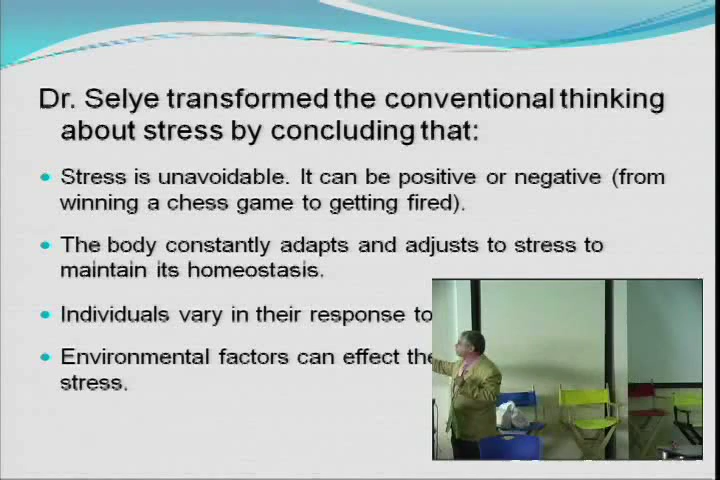 Dr. Selye transformed the conventional thinking
about stress by concluding that:
Stress is unavoidable. It can be positive or negative (from
winning a chess game to getting fired).
The body constantly adapts and adjusts to stress to
maintain its homeostasis.
Individuals vary in their response to
Environmental factors can effect the
stress.